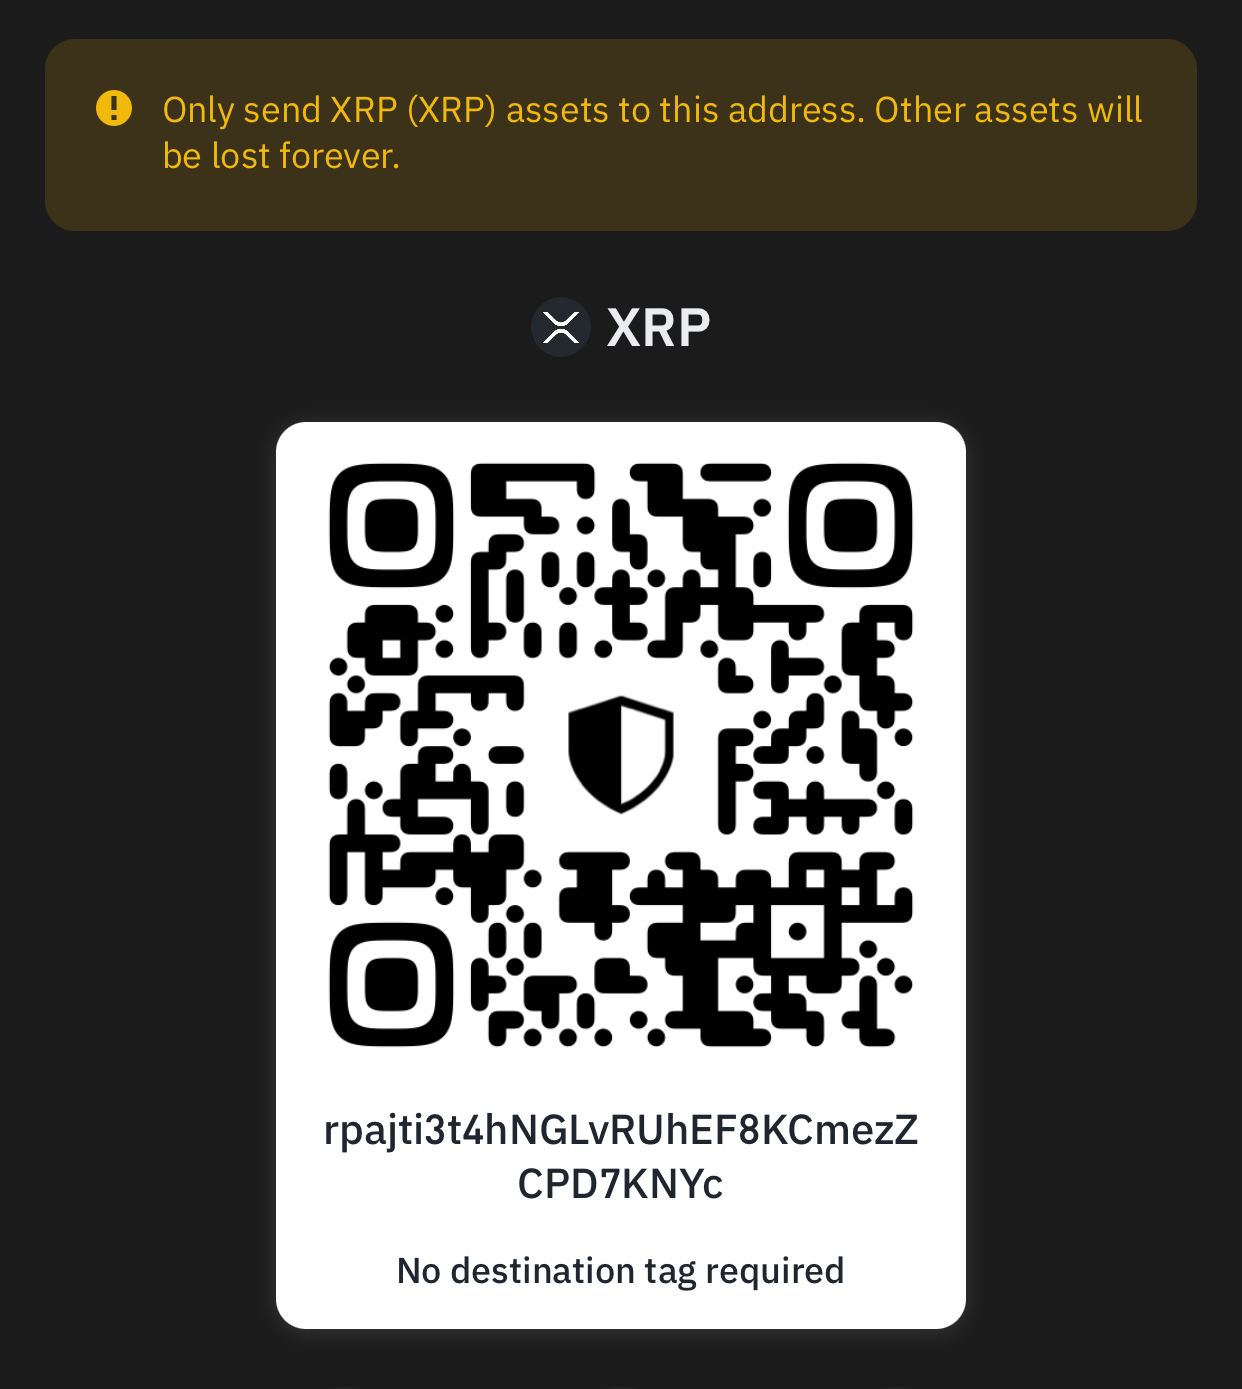 Only send XRP (XRP) assets to this address. Other assets will
be lost forever.
XRP
rpajti3t4hNGLvRUhEF8KCmezZ
CPD7KNYc
No destination tag required